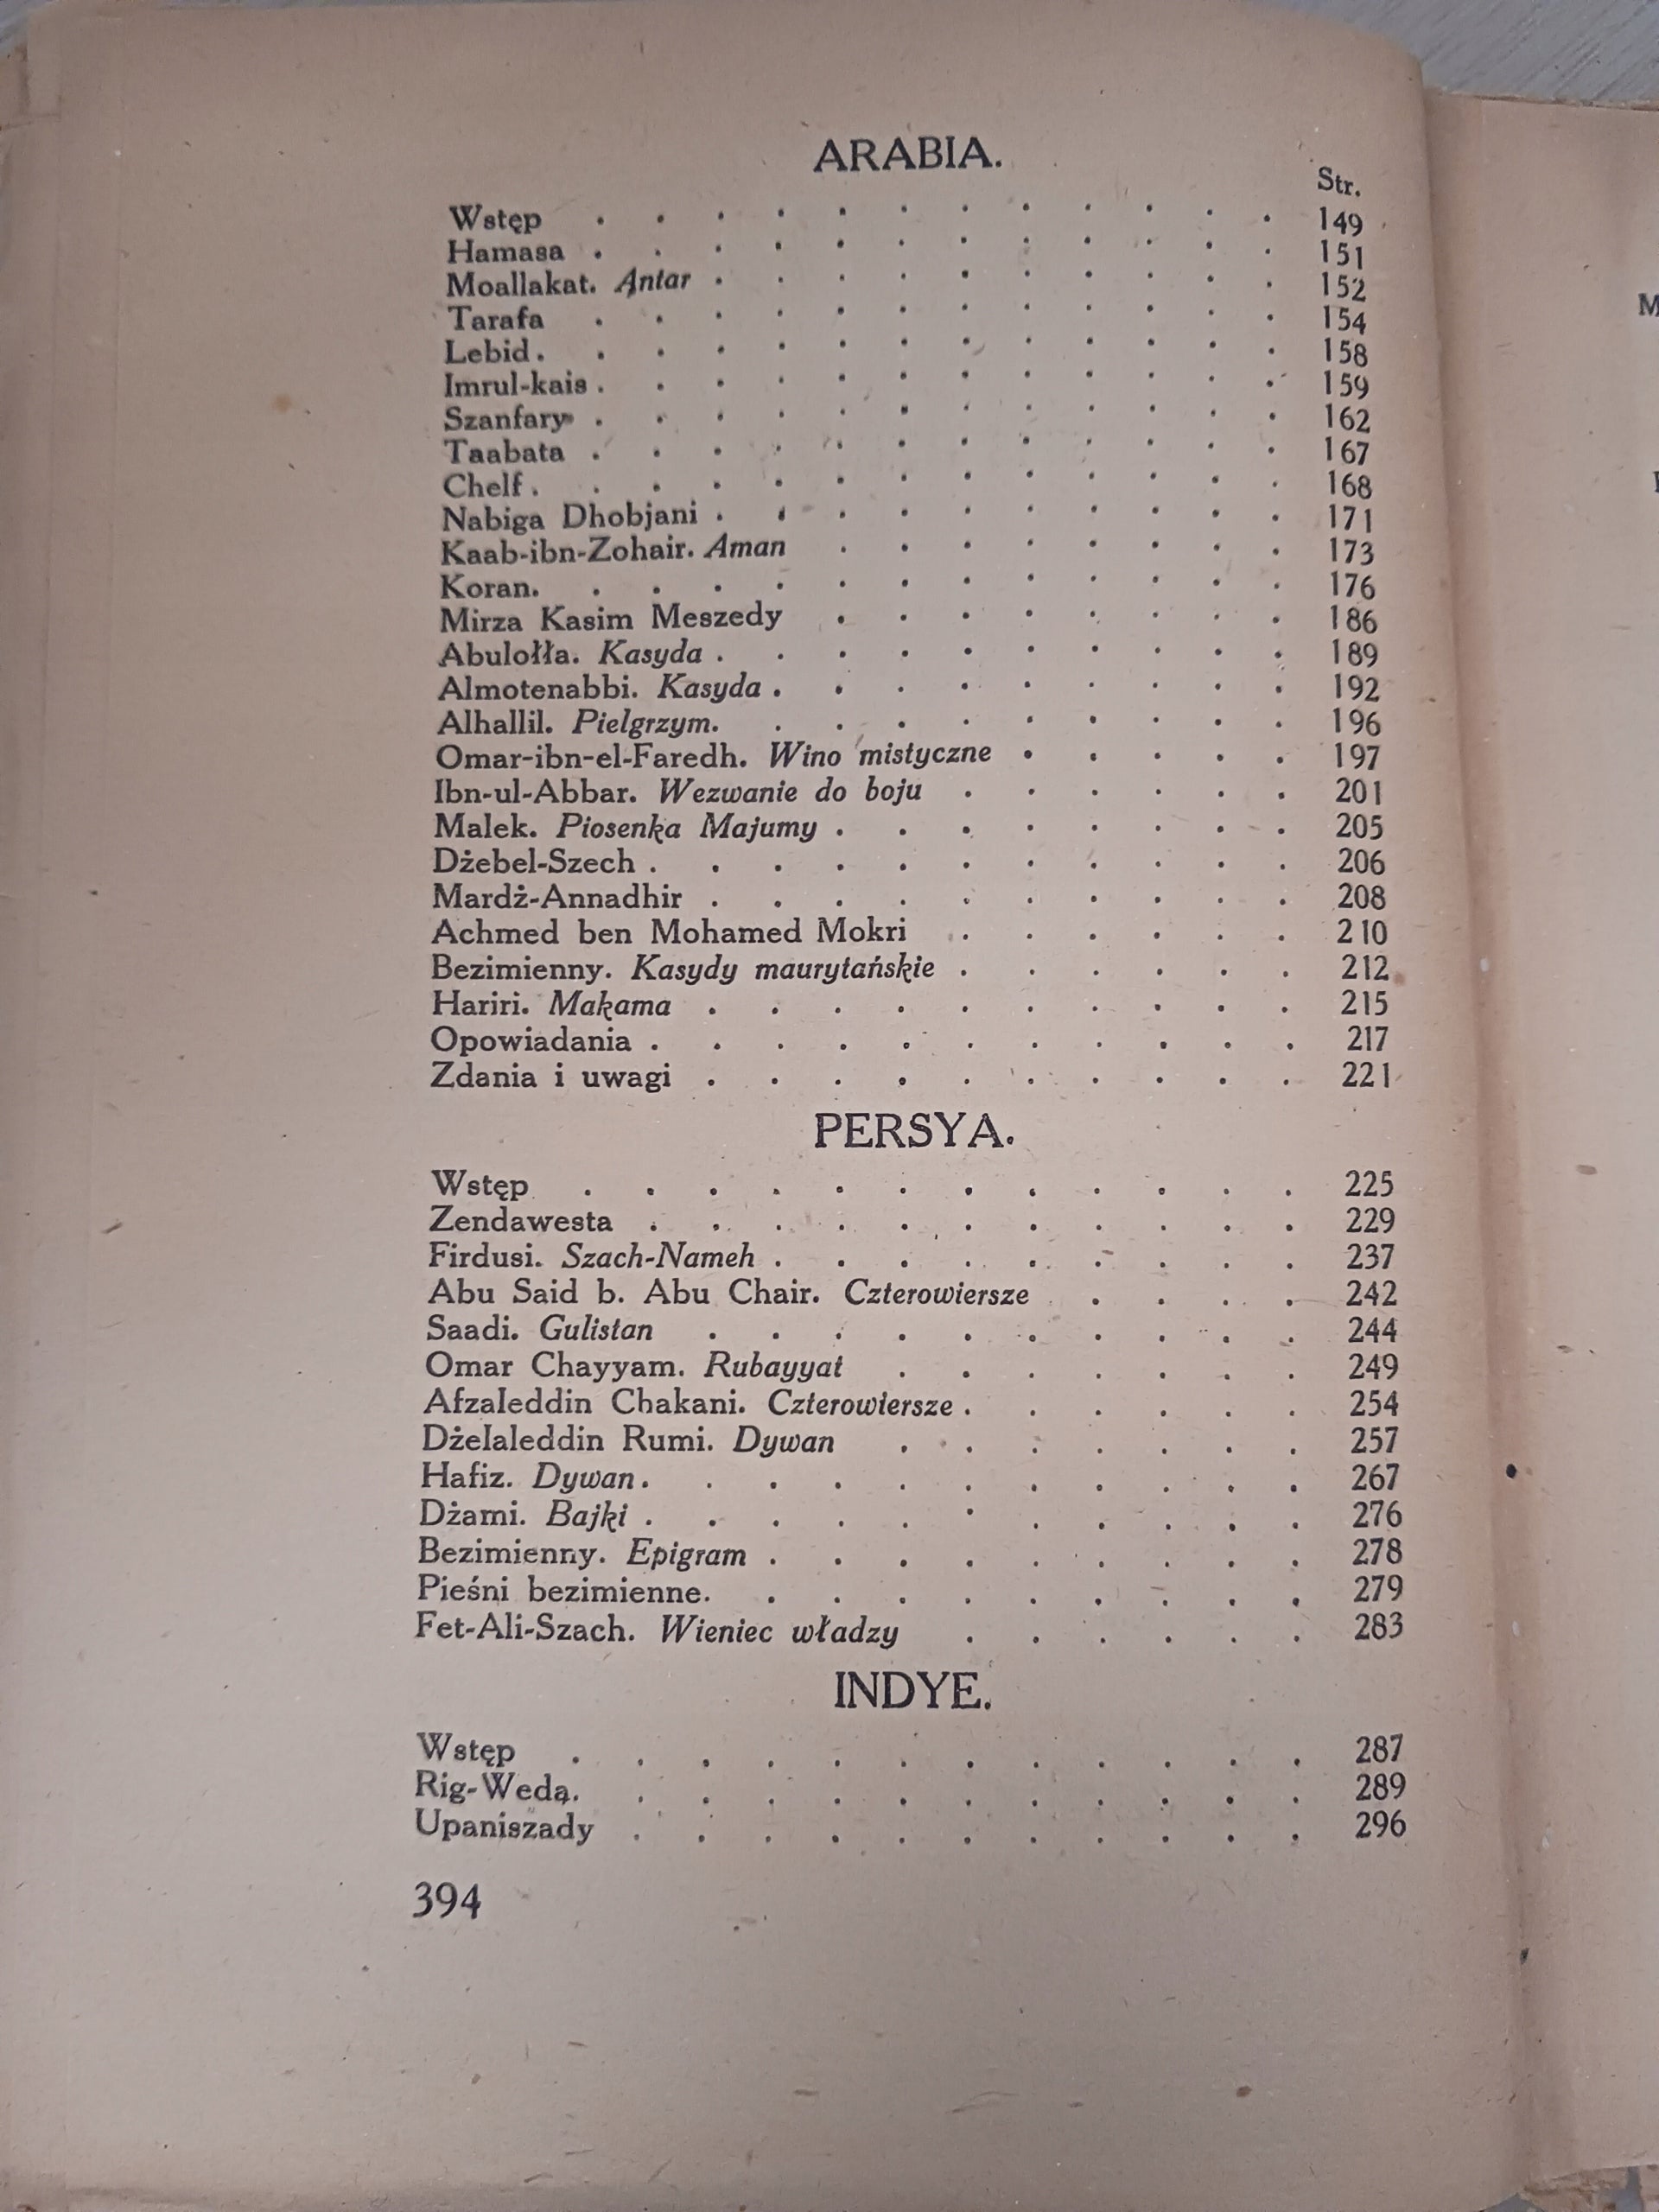 ARABIA.
Str.
Wstęp . . . . . . . . . . . . 149
Hamasa . . . . . . . . . . . . 151
Moallakat. Antar . . . . . . . . . . 152
Tarafa . . . . . . . . . . . . 154
Lebid . . . . . . . . . . . . . 158
Imrul-kais . . . . . . . . . . . . 159
Szanfary . . . . . . . . . . . . 162
Taabata . . . . . . . . . . . . 167
Chelf . . . . . . . . . . . . . 168
Nabiga Dhobjani . . . . . . . . . . 171
Kaab-ibn-Zohair. Aman . . . . . . . . 173
Koran. . . . . . . . . . . . . 176
Mirza Kasim Meszedy . . . . . . . . 186
Abulołła. Kasyda . . . . . . . . . . 189
Almotenabbi. Kasyda . . . . . . . . . 192
Alhallil. Pielgrzym. . . . . . . . . . 196
Omar-ibn-el-Faredh. Wino mistyczne . . . . . 197
Ibn-ul-Abbar. Wezwanie do boju . . . . . . 201
Malek. Piosenka Majumy . . . . . . . . 205
Dżebel-Szech . . . . . . . . . . . 206
Mardż-Annadhir . . . . . . . . . . 208
Achmed ben Mohamed Mokri . . . . . . 210
Bezimienny. Kasydy maurytańskie . . . . . . 212
Hariri. Makama . . . . . . . . . . 215
Opowiadania . . . . . . . . . . . 217
Zdania i uwagi . . . . . . . . . . 221
PERSYA.
Wstęp . . . . . . . . . . . . 225
Zendawesta . . . . . . . . . . . 229
Firdusi. Szach-Nameh . . . . . . . . . 237
Abu Said b. Abu Chair. Czterowiersze . . . . 242
Saadi. Gulistan . . . . . . . . . . 244
Omar Chayyam. Rubayyat . . . . . . . 249
Afzaleddin Chakani. Czterowiersze . . . . . . 254
Dżelaleddin Rumi. Dywan . . . . . . . 257
Hafiz. Dywan . . . . . . . . . . . 267
Dżami. Bajki . . . . . . . . . . . 276
Bezimienny. Epigram . . . . . . . . . 278
Pieśni bezimienne. . . . . . . . . . 279
Fet-Ali-Szach. Wieniec władzy . . . . . . 283
INDYE.
Wstęp . . . . . . . . . . . . 287
Rig-Weda. . . . . . . . . . . . 289
Upaniszady . . . . . . . . . . . 296
394